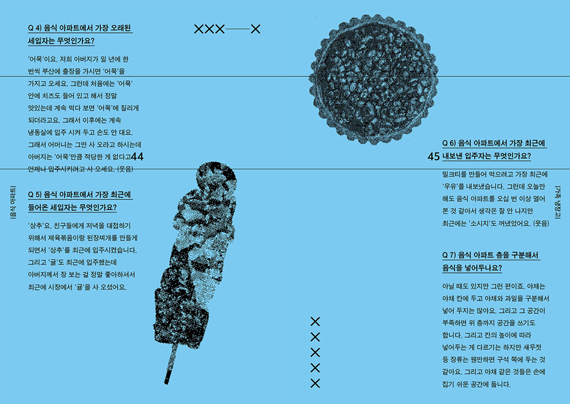 Q 4) 음식 아파트에서 가장 오래된
세입자는 무엇인가요?
'어묵'이요. 저희 아버지가 일 년에 한
번씩 부산에 출장을 가시면 '어묵'을
가지고 오세요. 그런데 처음에는 '어묵'
안에 치즈도 들어 있고 해서 정말
맛있는데 계속 먹다 보면 '어묵'에 질리게
되더라고요. 그래서 이후에는 계속
냉동실에 입주 시켜 두고 손도 안 대요.
그래서 어머니는 그만 사 오라고 하시는데
아버지는 '어묵'만큼 적당한 게 없다고
언제나 입주시키려고 사 오세요. (웃음)
44
Q 5) 음식 아파트에서 가장 최근에
들어온 세입자는 무엇인가요?
'상추'요. 친구들에게 저녁을 대접하기
위해서 제육볶음이랑 된장찌개를 만들게
되면서 '상추'를 최근에 입주시켰습니다.
그리고 '귤'도 최근에 입주했는데
아버지께서 장 보는 걸 정말 좋아하셔서
최근에 시장에서 '귤'을 사 오셨어요.
(음식 아파트)
45
Q 6) 음식 아파트에서 가장 최근에
내보낸 입주자는 무엇인가요?
밀크티를 만들어 먹으려고 가장 최근에
'우유'를 내보냈습니다. 그런데 오늘만
해도 음식 아파트를 오십 번 이상 열어
본 것 같아서 생각은 잘 안 나지만
최근에는 '소시지'도 꺼냈었어요. (웃음)
Q 7) 음식 아파트 층을 구분해서
음식을 넣어두나요?
아닐 때도 있지만 그런 편이죠. 야채는
야채 칸에 두고 야채와 과일을 구분해서
넣어 두지는 않아요. 그리고 그 공간이
부족하면 위 층까지 공간을 쓰기도
합니다. 그리고 칸의 높이에 따라
넣어두는 게 다르기는 하지만 새우젓
등 장류는 웬만하면 구석 쪽에 두는 것
같아요. 그리고 야채 같은 것들은 손에
집기 쉬운 공간에 둡니다.